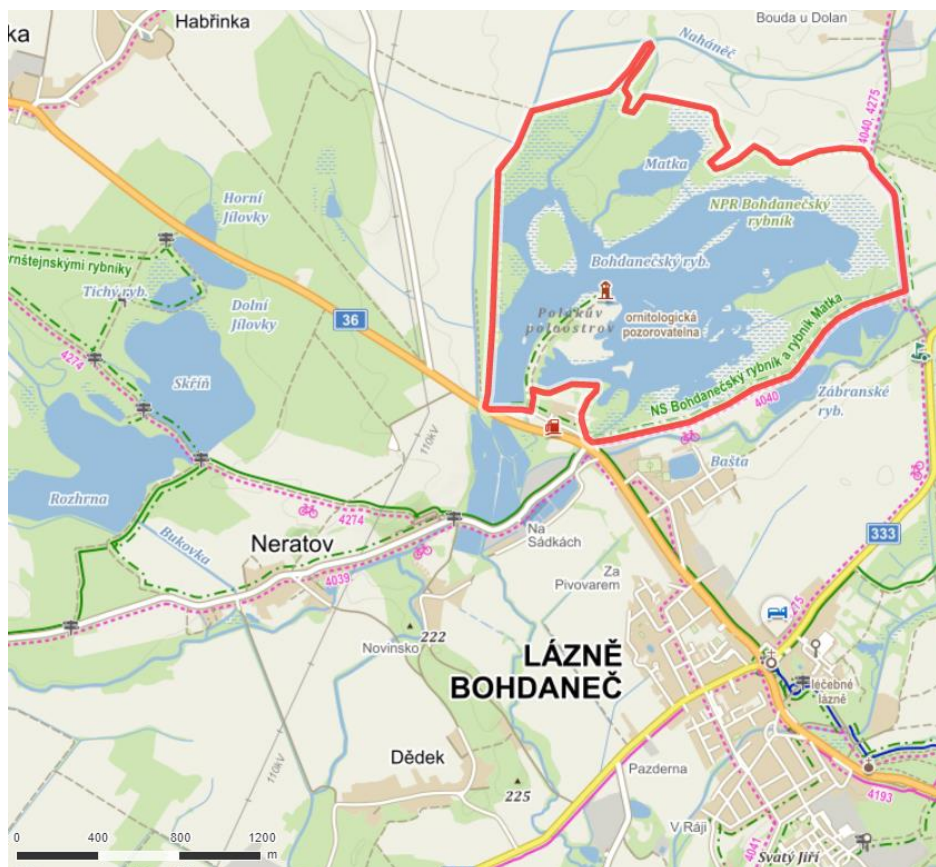 ka
Habřinka
Bouda u Dolan
Naháněč
4040, 4275
Matka
Horní
Jílovky
NPR Bohdanečský
rybník
Bohdanečský ryb.
ernštejnskými rybníky
Tichý ryb.
Dolní
Jílovky
36
Polákův
poloostrov
ornitologická
pozorovatelna
4274
Skříň
NS Bohdanečský rybník a rybník Matka
4040
Zábranské
ryb.
110kV
Bašta
Rozhrna
4274
Na
Sádkách
Bukovka
Neratov
333
4039
Za
Pivovarem
222
Novinsko
LÁZNĚ
BOHDANEČ
léčebné
lázně
Dědek
110kV
225
Pazderna
4193
V Ráji
4041
Svatý Jiří
0 400 800 1200
m